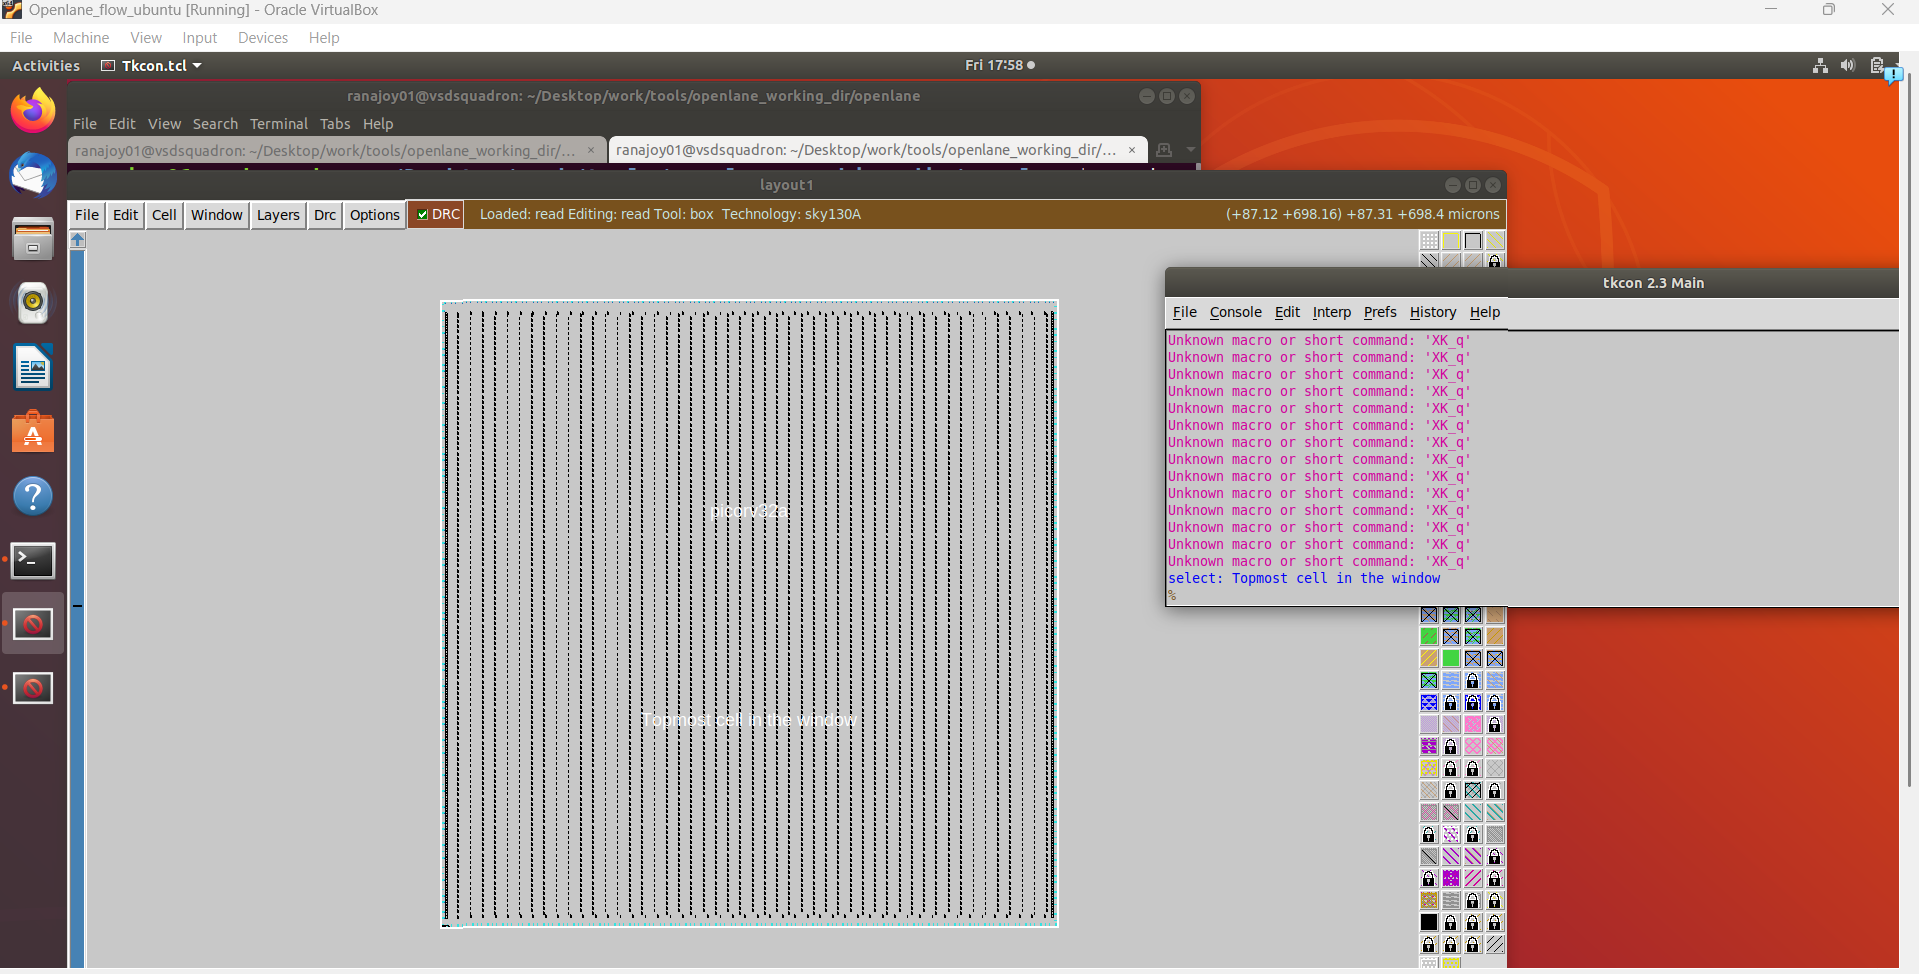 Openlane_flow_ubuntu [Running] - Oracle VirtualBox
File Machine View Input Devices Help
Activities Tkcon.tcl Fri 17:58
ranajoy01@vsdsquadron: ~/Desktop/work/tools/openlane_working_dir/openlane
File Edit View Search Terminal Tabs Help
ranajoy01@vsdsquadron: ~/Desktop/work/tools/openlane_working_dir/... × ranajoy01@vsdsquadron: ~/Desktop/work/tools/openlane_working_dir/... ×
layout1
File Edit Cell Window Layers Drc Options DRC Loaded: read Editing: read Tool: box Technology: sky130A (+87.12 +698.16) +87.31 +698.4 microns
tkcon 2.3 Main
File Console Edit Interp Prefs History Help
Unknown macro or short command: 'XK_q'
Unknown macro or short command: 'XK_q'
Unknown macro or short command: 'XK_q'
Unknown macro or short command: 'XK_q'
Unknown macro or short command: 'XK_q'
Unknown macro or short command: 'XK_q'
Unknown macro or short command: 'XK_q'
Unknown macro or short command: 'XK_q'
Unknown macro or short command: 'XK_q'
Unknown macro or short command: 'XK_q'
Unknown macro or short command: 'XK_q'
Unknown macro or short command: 'XK_q'
Unknown macro or short command: 'XK_q'
Unknown macro or short command: 'XK_q'
select: Topmost cell in the window
%
picorv32a
Topmost cell in the window